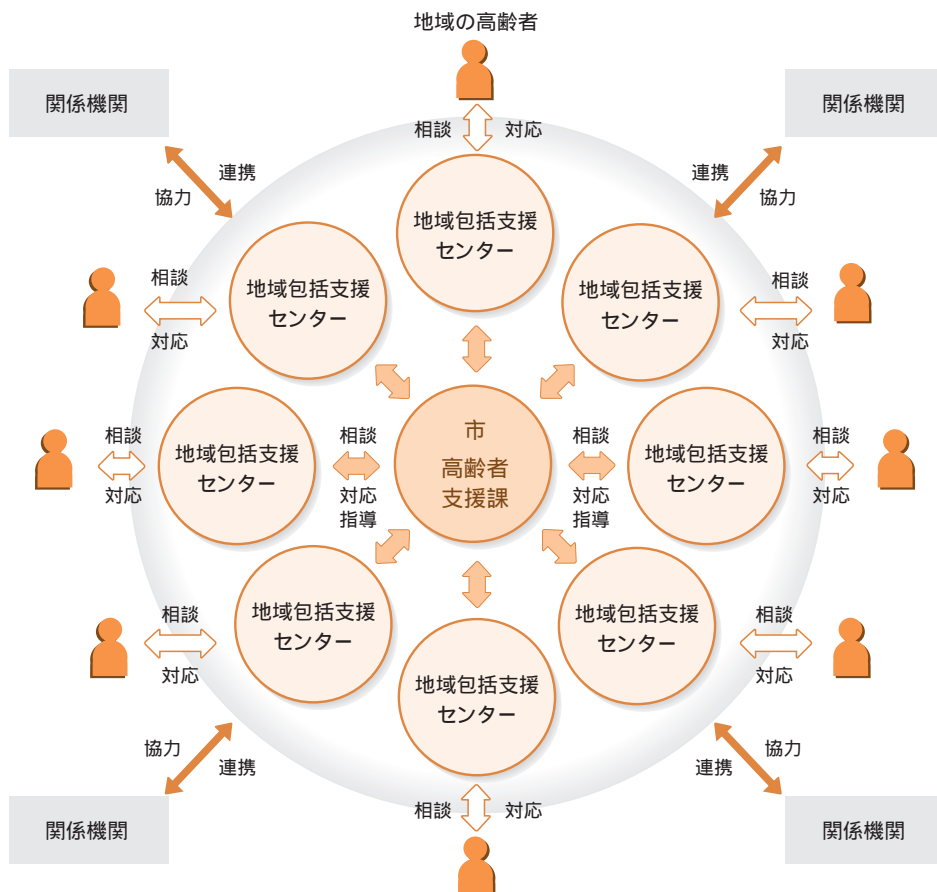 地域の高齢者
関係機関
関係機関
相談
対応
連携
協力
連携
協力
地域包括支援
センター
地域包括支援
センター
地域包括支援
センター
相談
対応
相談
対応
市
高齢者
支援課
地域包括支援
センター
相談
対応
指導
相談
対応
指導
地域包括支援
センター
相談
対応
相談
対応
地域包括支援
センター
地域包括支援
センター
地域包括支援
センター
相談
対応
相談
対応
協力
連携
協力
連携
関係機関
関係機関
相談
対応